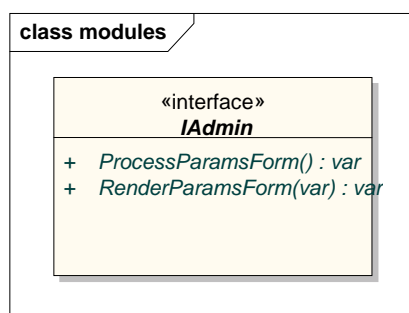 class modules
«interface»
IAdmin
+ ProcessParamsForm() : var
+ RenderParamsForm(var) : var